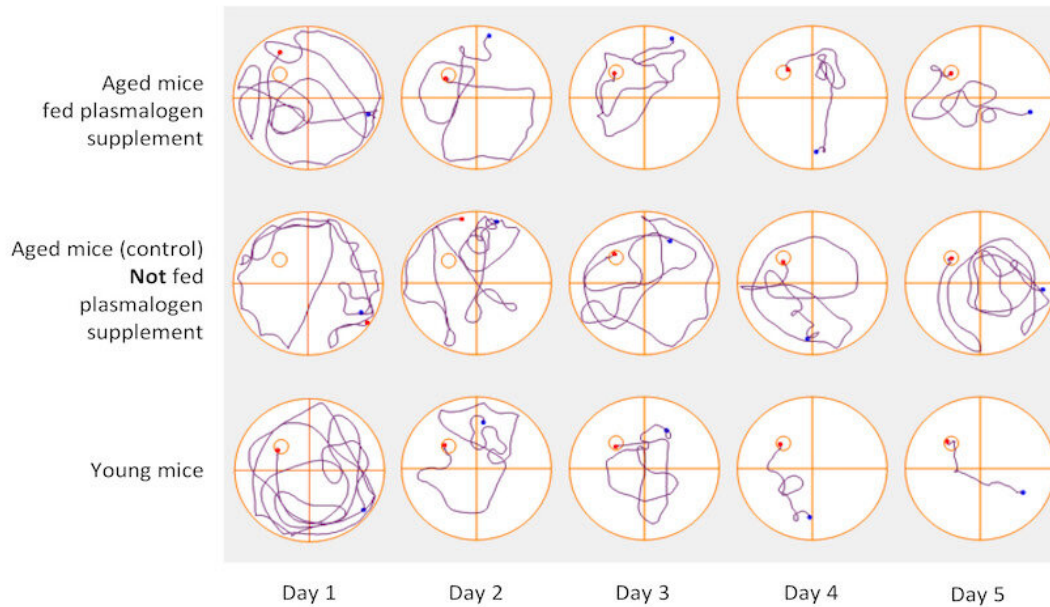 Aged mice
fed plasmalogen
supplement
Aged mice (control)
Not fed
plasmalogen
supplement
Young mice
Day 1
Day 2
Day 3
Day 4
Day 5